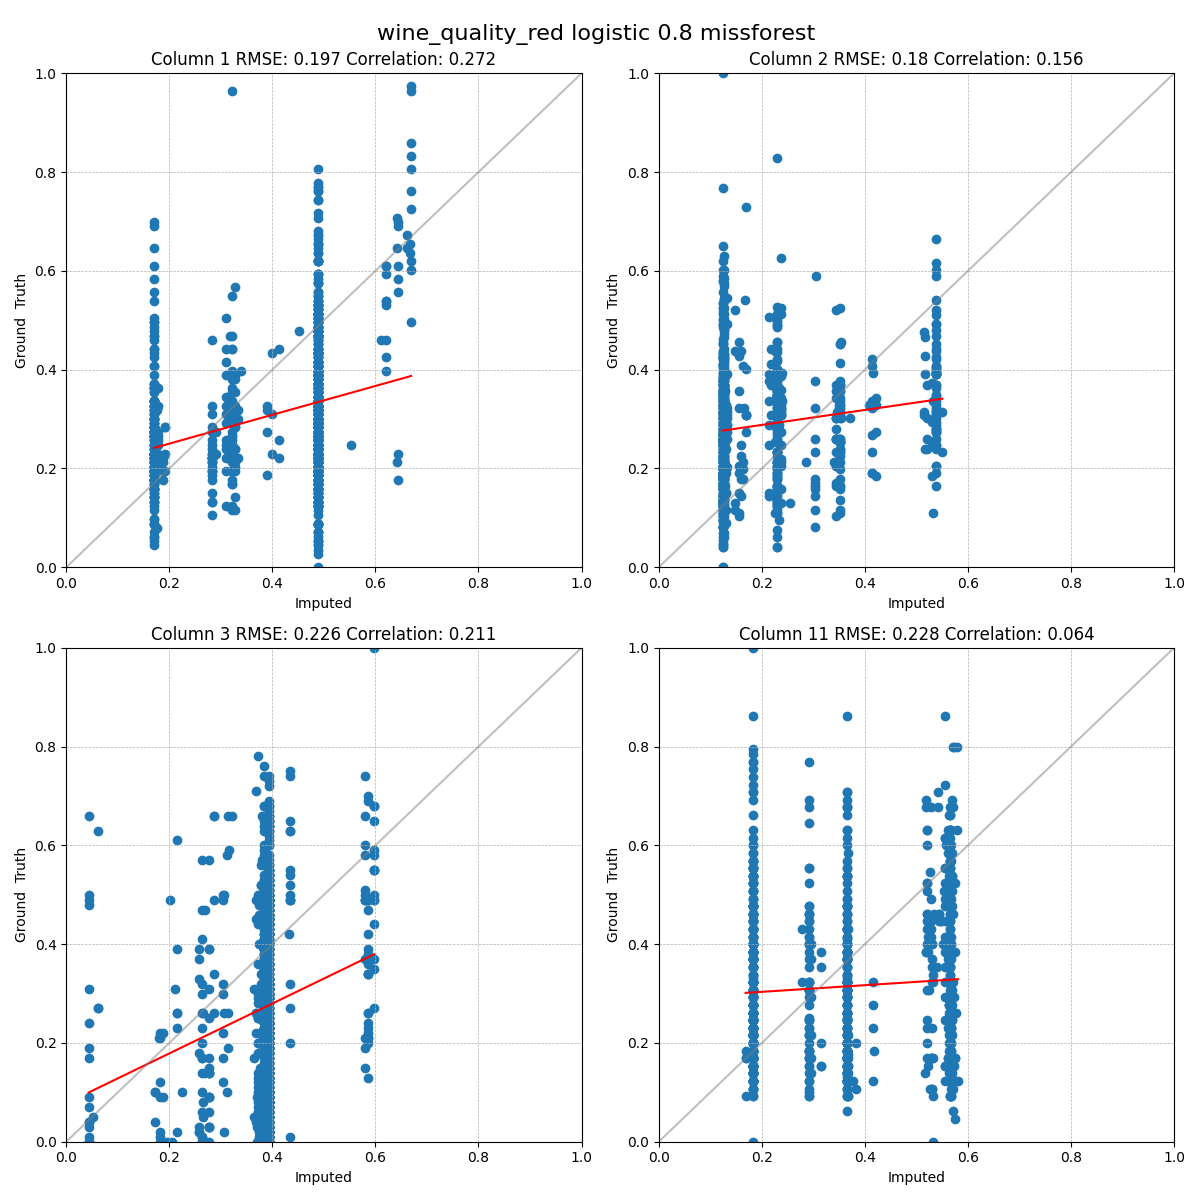 wine_quality_red logistic 0.8 missforest
Column 1 RMSE: 0.197 Correlation: 0.272
Column 2 RMSE: 0.18 Correlation: 0.156
1.0
0.8
0.6
0.4
0.2
0.0
Ground Truth
0.0 0.2 0.4 0.6 0.8 1.0
Imputed
1.0
0.8
0.6
0.4
0.2
0.0
Ground Truth
0.0 0.2 0.4 0.6 0.8 1.0
Imputed
Column 3 RMSE: 0.226 Correlation: 0.211
Column 11 RMSE: 0.228 Correlation: 0.064
1.0
0.8
0.6
0.4
0.2
0.0
Ground Truth
0.0 0.2 0.4 0.6 0.8 1.0
Imputed
1.0
0.8
0.6
0.4
0.2
0.0
Ground Truth
0.0 0.2 0.4 0.6 0.8 1.0
Imputed